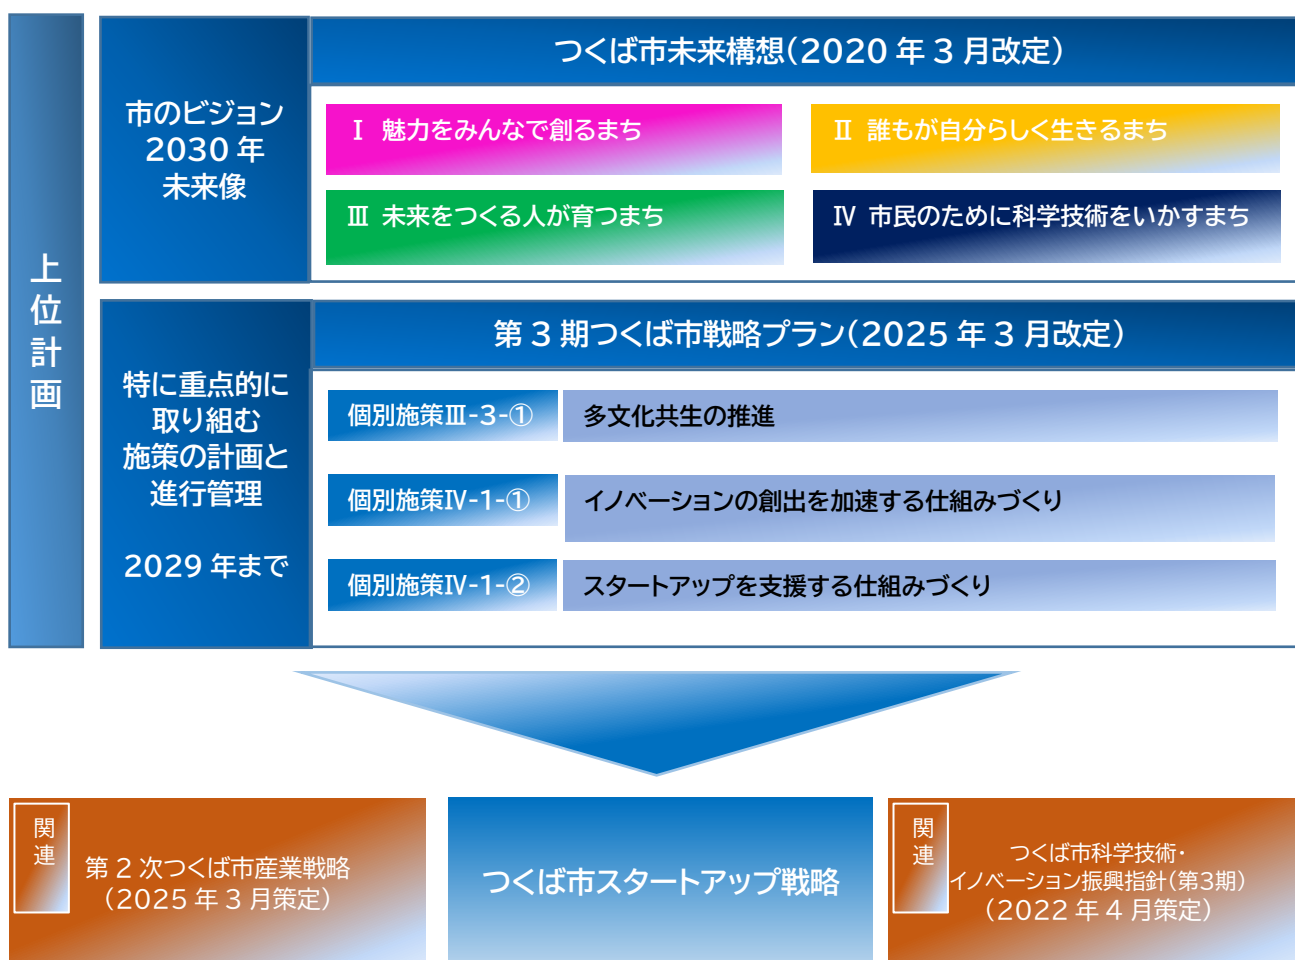 上位計画
市のビジョン
2030年
未来像
つくば市未来構想(2020年3月改定)
Ⅰ 魅力をみんなで創るまち
Ⅱ 誰もが自分らしく生きるまち
Ⅲ 未来をつくる人が育つまち
Ⅳ 市民のために科学技術をいかすまち
特に重点的に
取り組む
施策の計画と
進行管理
2029年まで
第3期つくば市戦略プラン(2025年3月改定)
個別施策Ⅲ-3-①
多文化共生の推進
個別施策Ⅳ-1-①
イノベーションの創出を加速する仕組みづくり
個別施策Ⅳ-1-②
スタートアップを支援する仕組みづくり
関連
第2次つくば市産業戦略
(2025年3月策定)
つくば市スタートアップ戦略
関連
つくば市科学技術・
イノベーション振興指針(第3期)
(2022年4月策定)